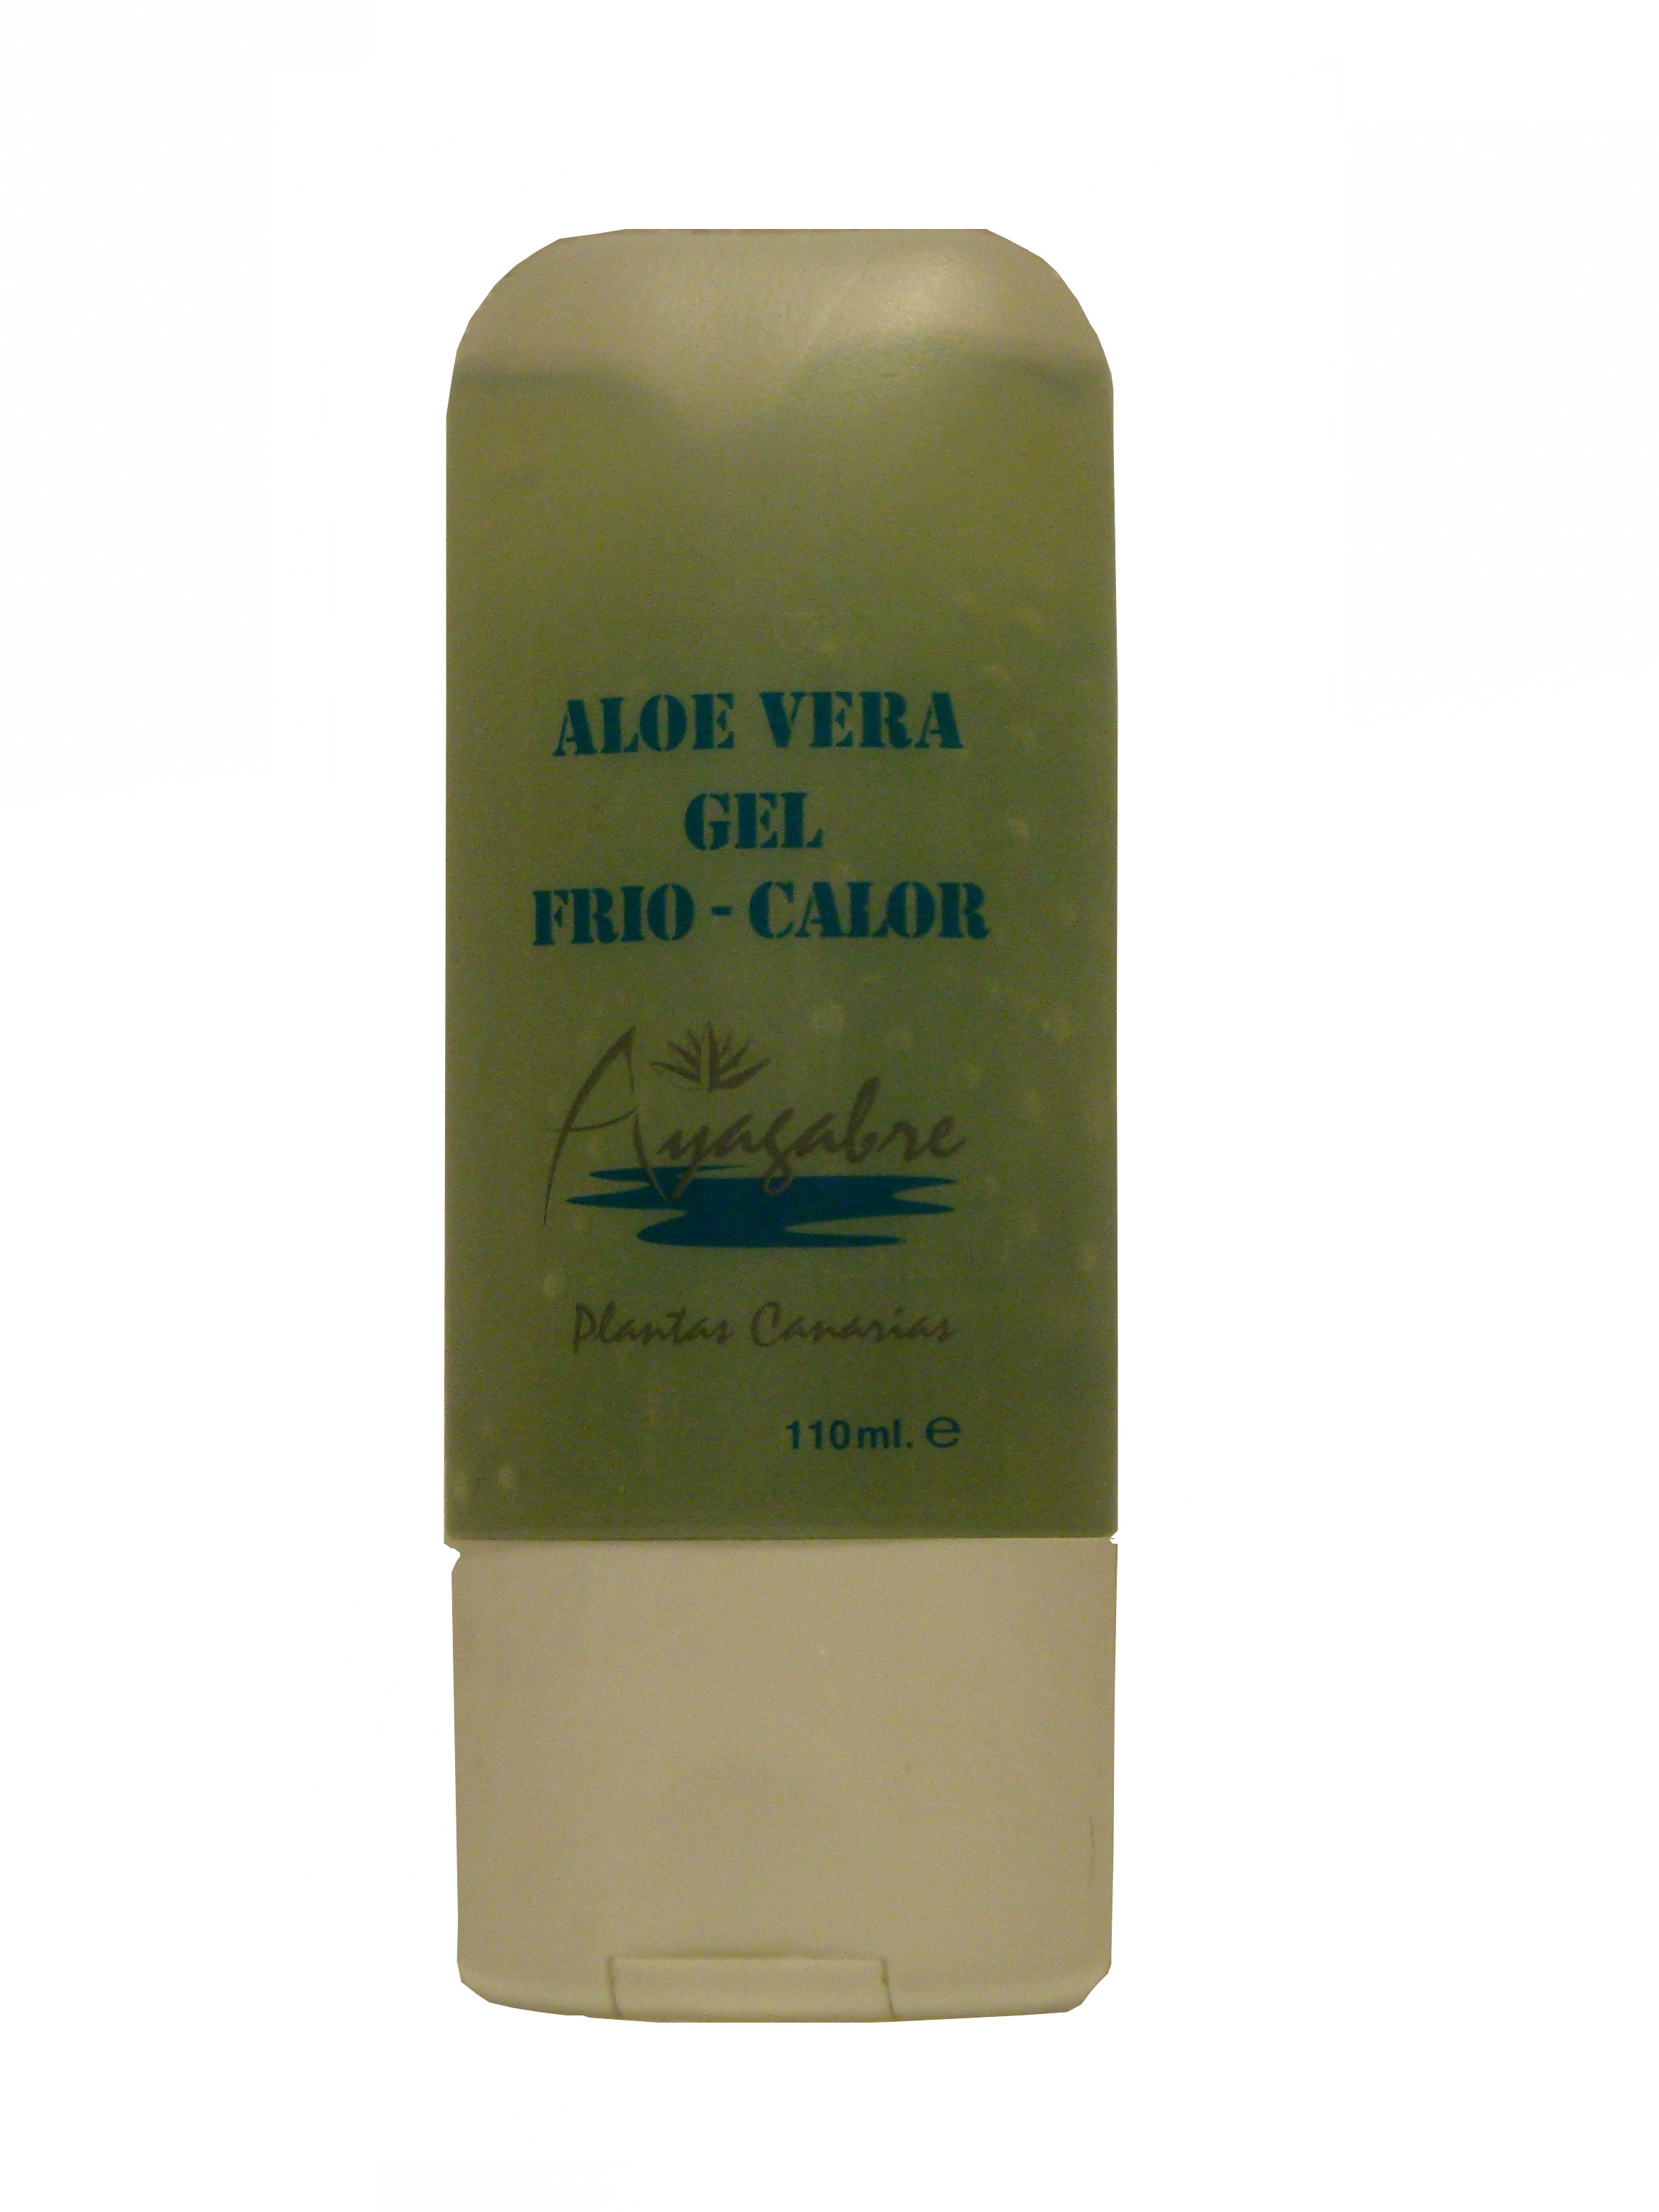 ALOE VERA
GEL
FRIO - CALOR
Ayagabre
Plantas Canarias
110ml. ℮